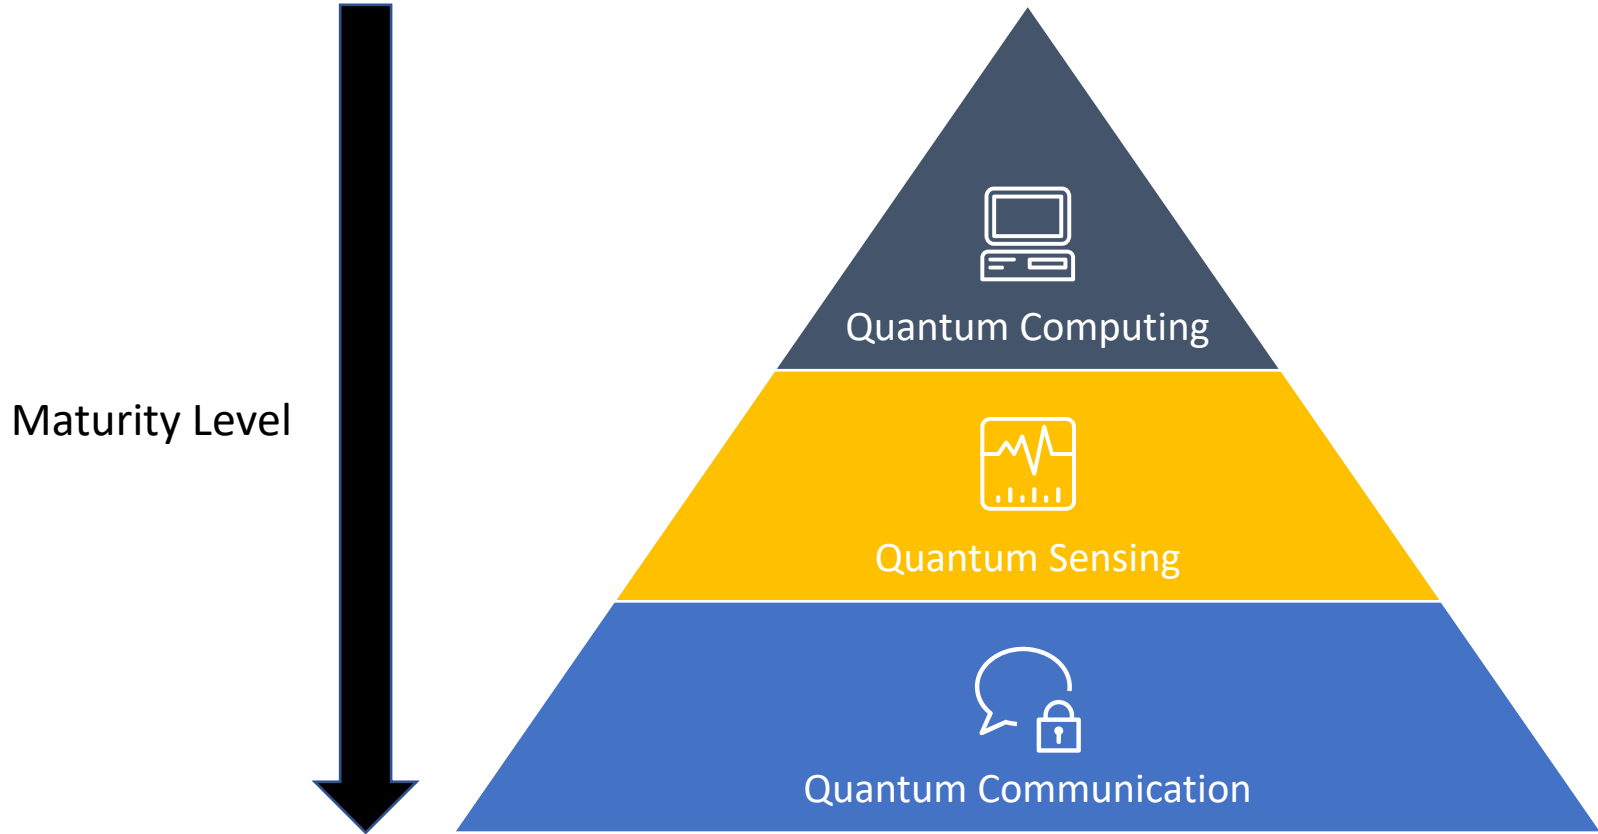 Quantum Computing
Maturity Level
Quantum Sensing
Quantum Communication